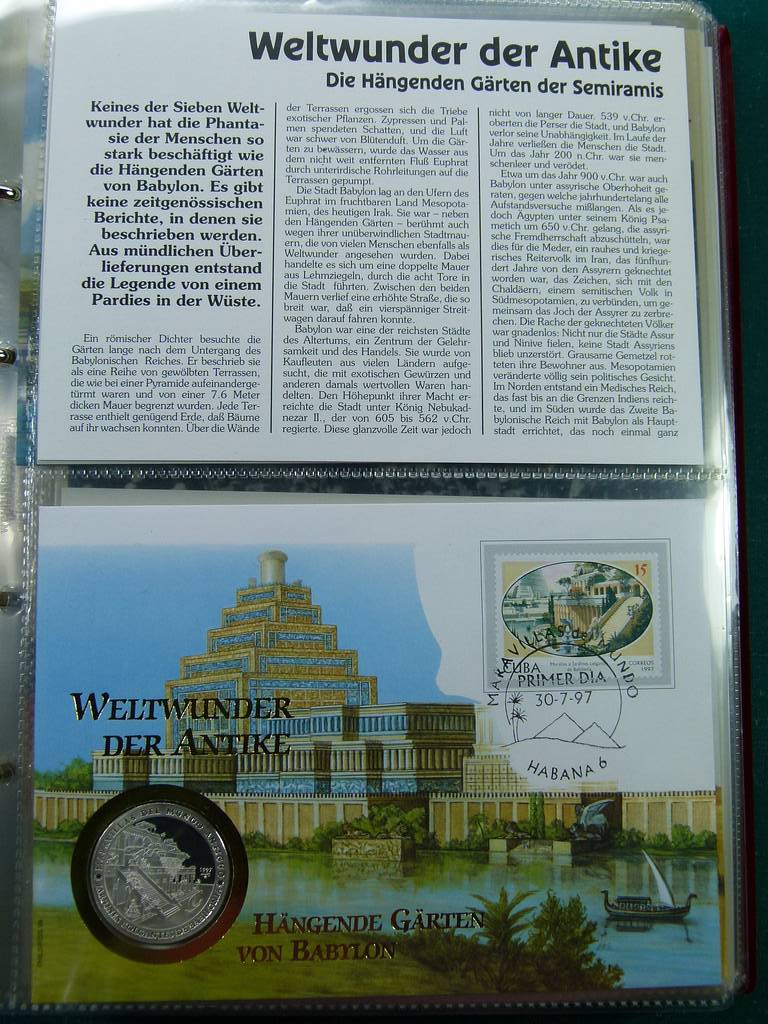 Weltwunder der Antike
Die Hängenden Gärten der Semiramis
Keines der Sieben Welt-
wunder hat die Phanta-
sie der Menschen so
stark beschäftigt wie
die Hängenden Gärten
von Babylon. Es gibt
keine zeitgenössischen
Berichte, in denen sie
beschrieben werden.
Aus mündlichen Über-
lieferungen entstand
die Legende von einem
Pardies in der Wüste.
Ein römischer Dichter besuchte die
Gärten lange nach dem Untergang des
Babylonischen Reiches. Er beschrieb sie
als eine Reihe von gewölbten Terrassen,
die wie bei einer Pyramide aufeinanderge-
türmt waren und von einer 7.6 Meter
dicken Mauer begrenzt wurden. Jede Ter-
rasse enthielt genügend Erde, daß Bäume
auf ihr wachsen konnten. Über die Wände
der Terrassen ergossen sich die Triebe
exotischer Pflanzen. Zypressen und Pal-
men spendeten Schatten, und die Luft
war schwer von Blütenduft. Um die Gär-
ten zu bewässern, wurde das Wasser aus
dem nicht weit entfernten Fluß Euphrat
durch unterirdische Rohrleitungen auf die
Terrassen gepumpt.
Die Stadt Babylon lag an den Ufern des
Euphrat im fruchtbaren Land Mesopota-
mien, des heutigen Irak. Sie war – neben
den Hängenden Gärten – berühmt auch
wegen ihrer unüberwindlichen Stadtmau-
ern, die von vielen Menschen ebenfalls als
Weltwunder angesehen wurden. Dabei
handelte es sich um eine doppelte Mauer
aus Lehmziegeln, durch die acht Tore in
die Stadt führten. Zwischen den beiden
Mauern verlief eine erhöhte Straße, die so
breit war, daß ein vierspänniger Streit-
wagen darauf fahren konnte.
Babylon war eine der reichsten Städte
des Altertums, ein Zentrum der Gelehr-
samkeit und des Handels. Sie wurde von
Kaufleuten aus vielen Ländern aufge-
sucht, die mit exotischen Gewürzen und
anderen damals wertvollen Waren han-
delten. Den Höhepunkt ihrer Macht er-
reichte die Stadt unter König Nebukad-
nezar II., der von 605 bis 562 v.Chr.
regierte. Diese glanzvolle Zeit war jedoch
nicht von langer Dauer. 539 v.Chr. er-
oberten die Perser die Stadt, und Babylon
verlor seine Unabhängigkeit. Im Laufe der
Jahre verließen die Menschen die Stadt.
Um das Jahr 200 n.Chr. war sie men-
schenleer und verödet.
Etwa um das Jahr 900 v.Chr. war auch
Babylon unter assyrische Oberhoheit ge-
raten, gegen welche jahrhundertelang alle
Aufstandsversuche mißlangen. Als es je-
doch Ägypten unter seinem König Psa-
metich um 650 v.Chr. gelang, die assyri-
sche Fremdherrschaft abzuschütteln, war
dies für die Meder, ein rauhes und kriege-
risches Reitervolk im Iran, das fünfhun-
dert Jahre von den Assyrern geknechtet
worden war, das Zeichen, sich mit den
Chaldäern, einem semitischen Volk in
Südmesopotamien, zu verbünden, um ge-
meinsam das Joch der Assyrer zu zerbre-
chen. Die Rache der geknechteten Völker
war gnadenlos: Nicht nur die Städte Assur
und Ninive fielen, keine Stadt Assyriens
blieb unzerstört. Grausame Gemetzel rot-
teten ihre Bewohner aus. Mesopotamien
veränderte völlig sein politisches Gesicht.
Im Norden entstand ein Medisches Reich,
das fast bis an die Grenzen Indiens reich-
te, und im Süden wurde das Zweite Ba-
bylonische Reich mit Babylon als Haupt-
stadt errichtet, das noch einmal ganz
15
CUBA
CORREOS
1997
MARAVILLAS del MUNDO
PRIMER DIA
30-7-97
HABANA 6
WELTWUNDER
DER ANTIKE
1997
HÄNGENDE GÄRTEN
VON BABYLON